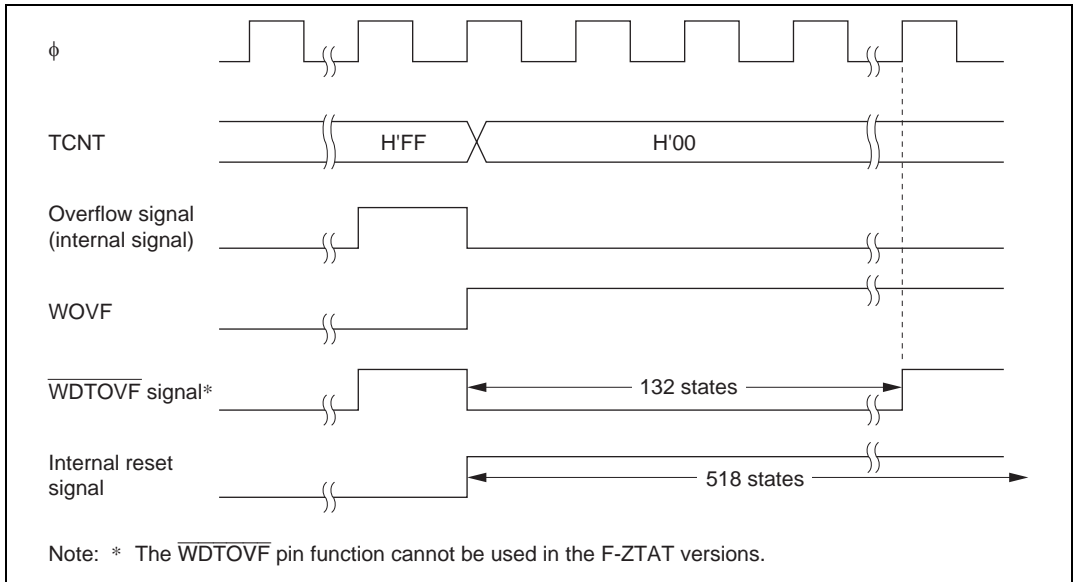 ϕ
TCNT
H'FF
H'00
Overflow signal
(internal signal)
WOVF
WDTOVF signal*
132 states
Internal reset
signal
518 states
Note: * The WDTOVF pin function cannot be used in the F-ZTAT versions.